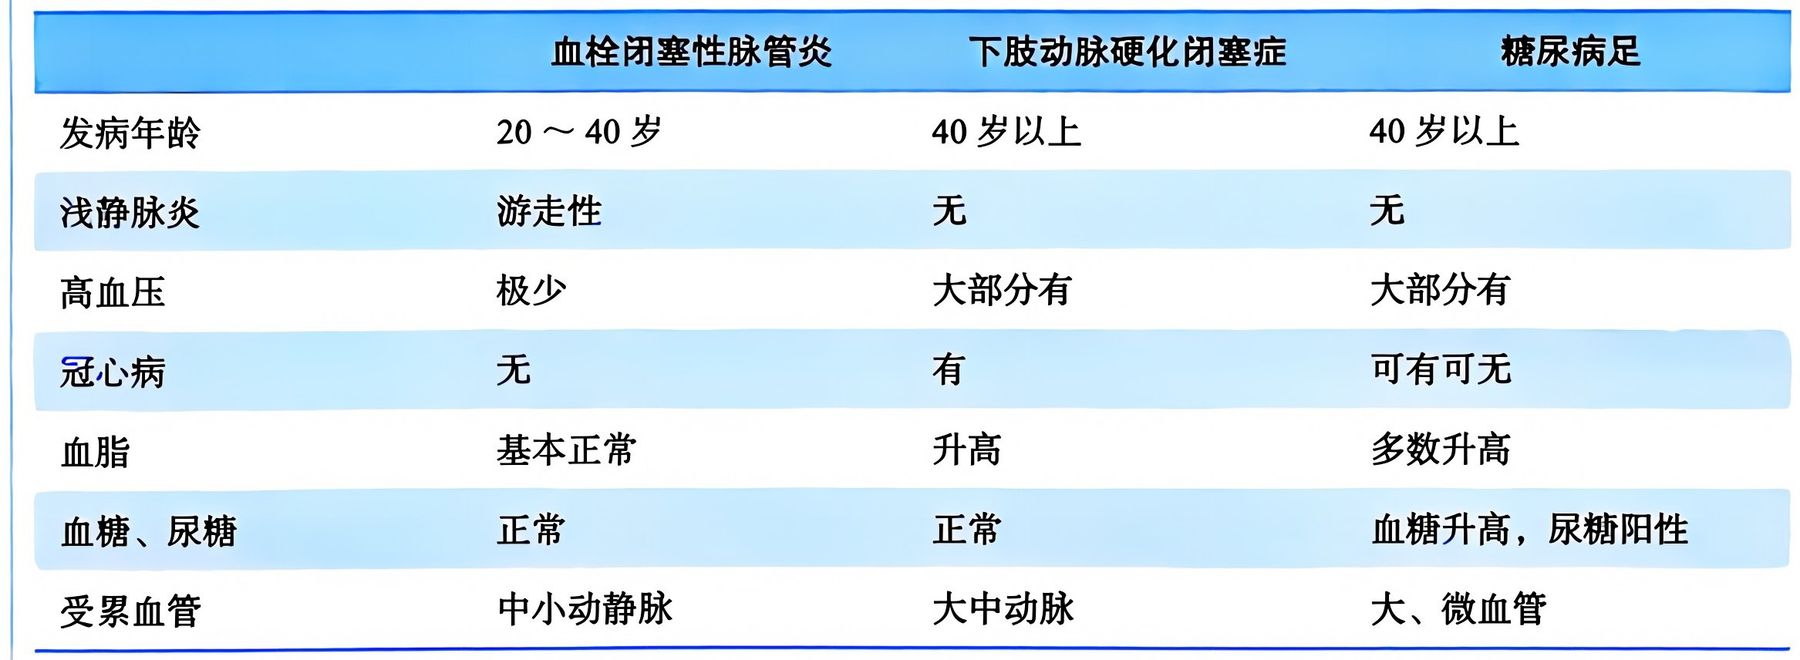 血栓闭塞性脉管炎 下肢动脉硬化闭塞症 糖尿病足
发病年龄 20～40 岁 40 岁以上 40 岁以上
浅静脉炎 游走性 无 无
高血压 极少 大部分有 大部分有
冠心病 无 有 可有可无
血脂 基本正常 升高 多数升高
血糖、尿糖 正常 正常 血糖升高，尿糖阳性
受累血管 中小动静脉 大中动脉 大、微血管